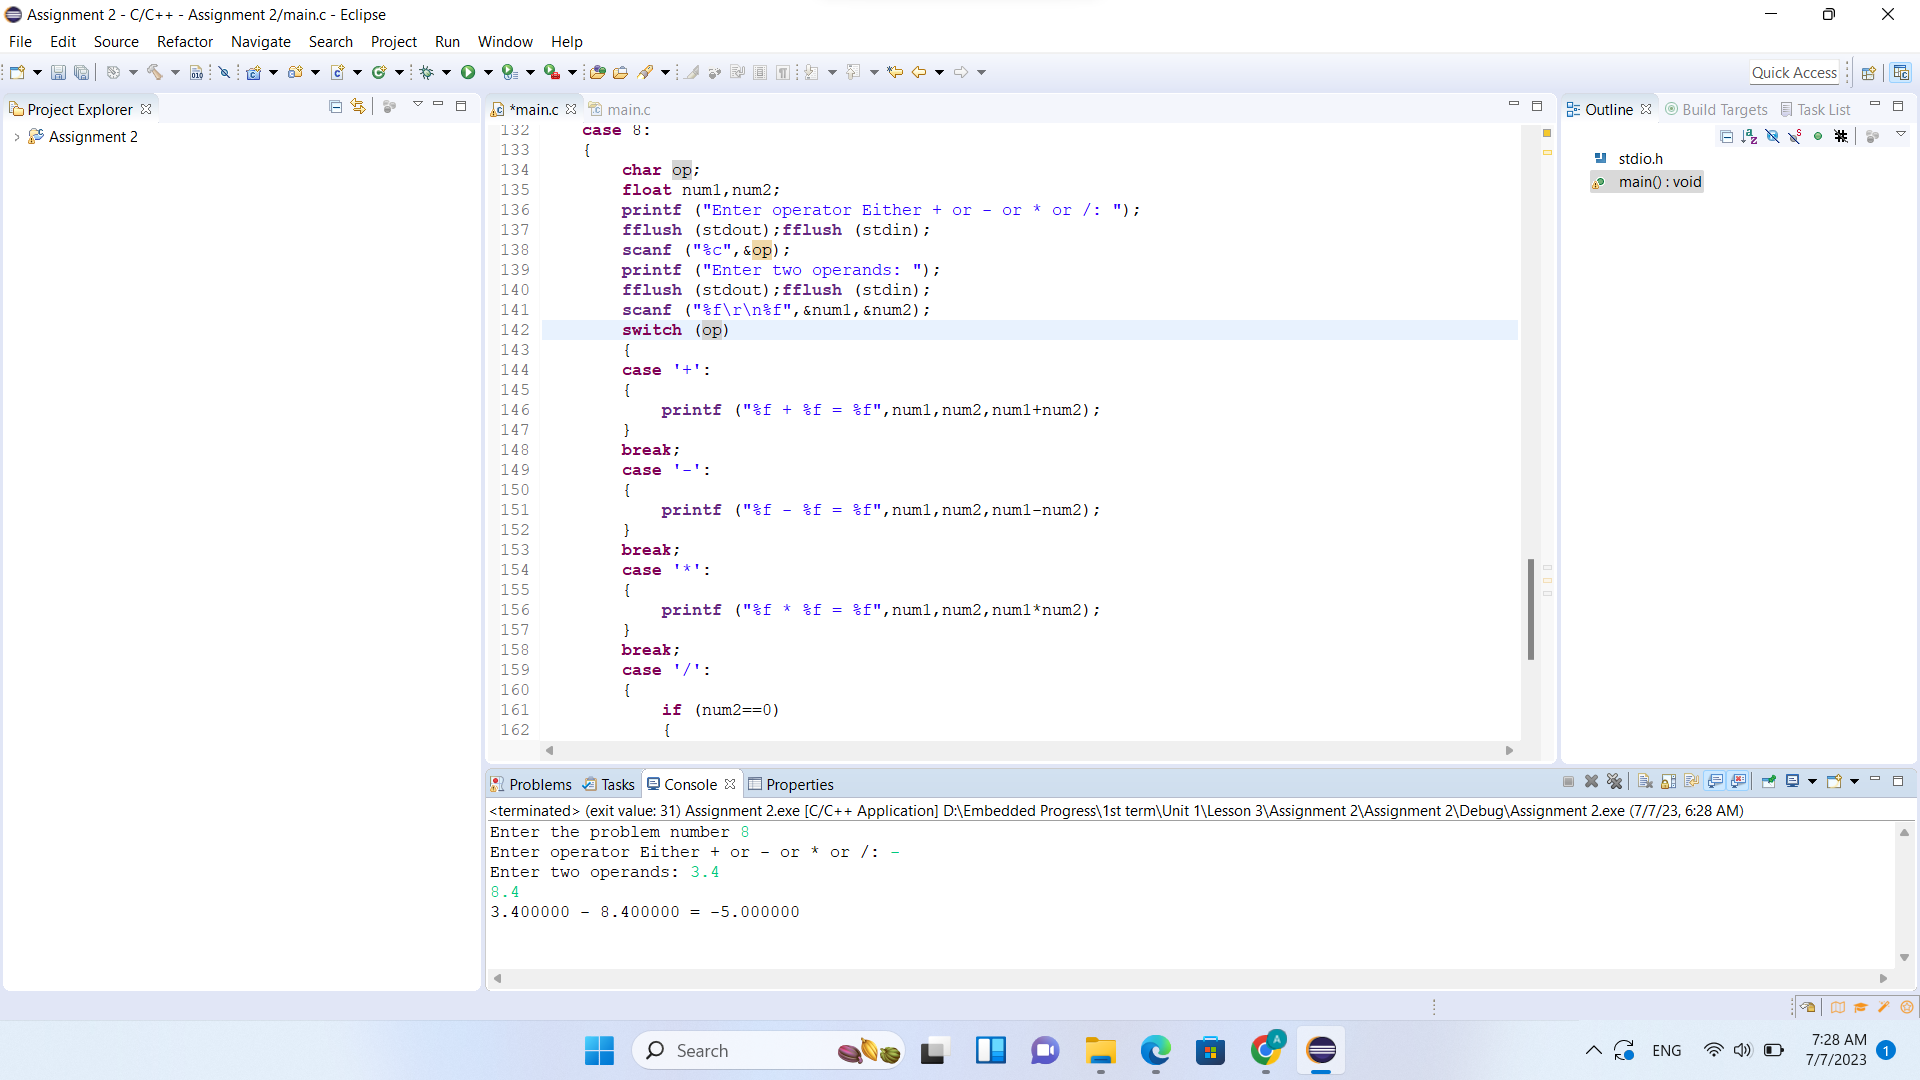 Assignment 2 - C/C++ - Assignment 2/main.c - Eclipse
File Edit Source Refactor Navigate Search Project Run Window Help
Quick Access
Project Explorer
Assignment 2
*main.c main.c
132 case 8:
133 {
134 char op;
135 float num1,num2;
136 printf ("Enter operator Either + or - or * or /: ");
137 fflush (stdout);fflush (stdin);
138 scanf ("%c",&op);
139 printf ("Enter two operands: ");
140 fflush (stdout);fflush (stdin);
141 scanf ("%f\r\n%f",&num1,&num2);
142 switch (op)
143 {
144 case '+':
145 {
146 printf ("%f + %f = %f",num1,num2,num1+num2);
147 }
148 break;
149 case '-':
150 {
151 printf ("%f - %f = %f",num1,num2,num1-num2);
152 }
153 break;
154 case '*':
155 {
156 printf ("%f * %f = %f",num1,num2,num1*num2);
157 }
158 break;
159 case '/':
160 {
161 if (num2==0)
162 {
Outline Build Targets Task List
stdio.h
main() : void
Problems Tasks Console Properties
<terminated> (exit value: 31) Assignment 2.exe [C/C++ Application] D:\Embedded Progress\1st term\Unit 1\Lesson 3\Assignment 2\Assignment 2\Debug\Assignment 2.exe (7/7/23, 6:28 AM)
Enter the problem number 8
Enter operator Either + or - or * or /: -
Enter two operands: 3.4
8.4
3.400000 - 8.400000 = -5.000000
Search
A
ENG
7:28 AM
7/7/2023
1